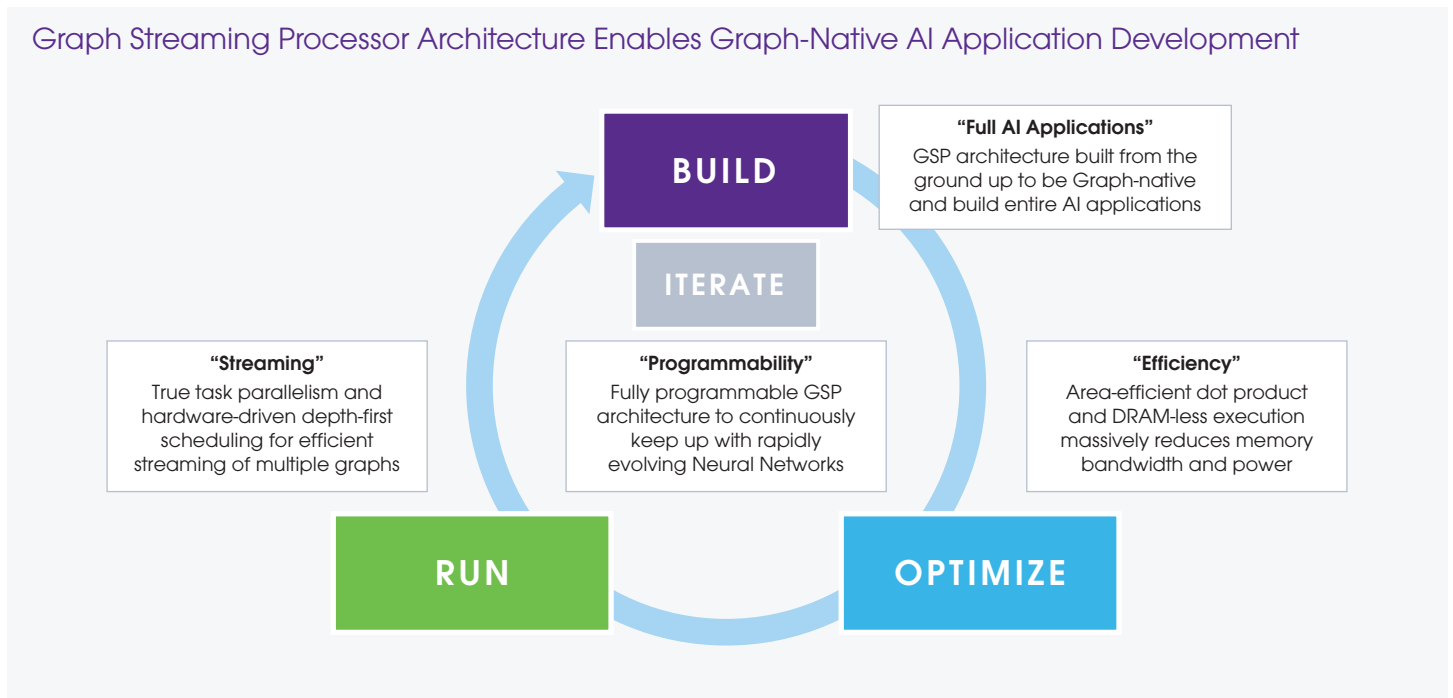 Graph Streaming Processor Architecture Enables Graph-Native AI Application Development
BUILD
“Full AI Applications”
GSP architecture built from the
ground up to be Graph-native
and build entire AI applications
ITERATE
“Streaming”
True task parallelism and
hardware-driven depth-first
scheduling for efficient
streaming of multiple graphs
“Programmability”
Fully programmable GSP
architecture to continuously
keep up with rapidly
evolving Neural Networks
“Efficiency”
Area-efficient dot product
and DRAM-less execution
massively reduces memory
bandwidth and power
RUN
OPTIMIZE